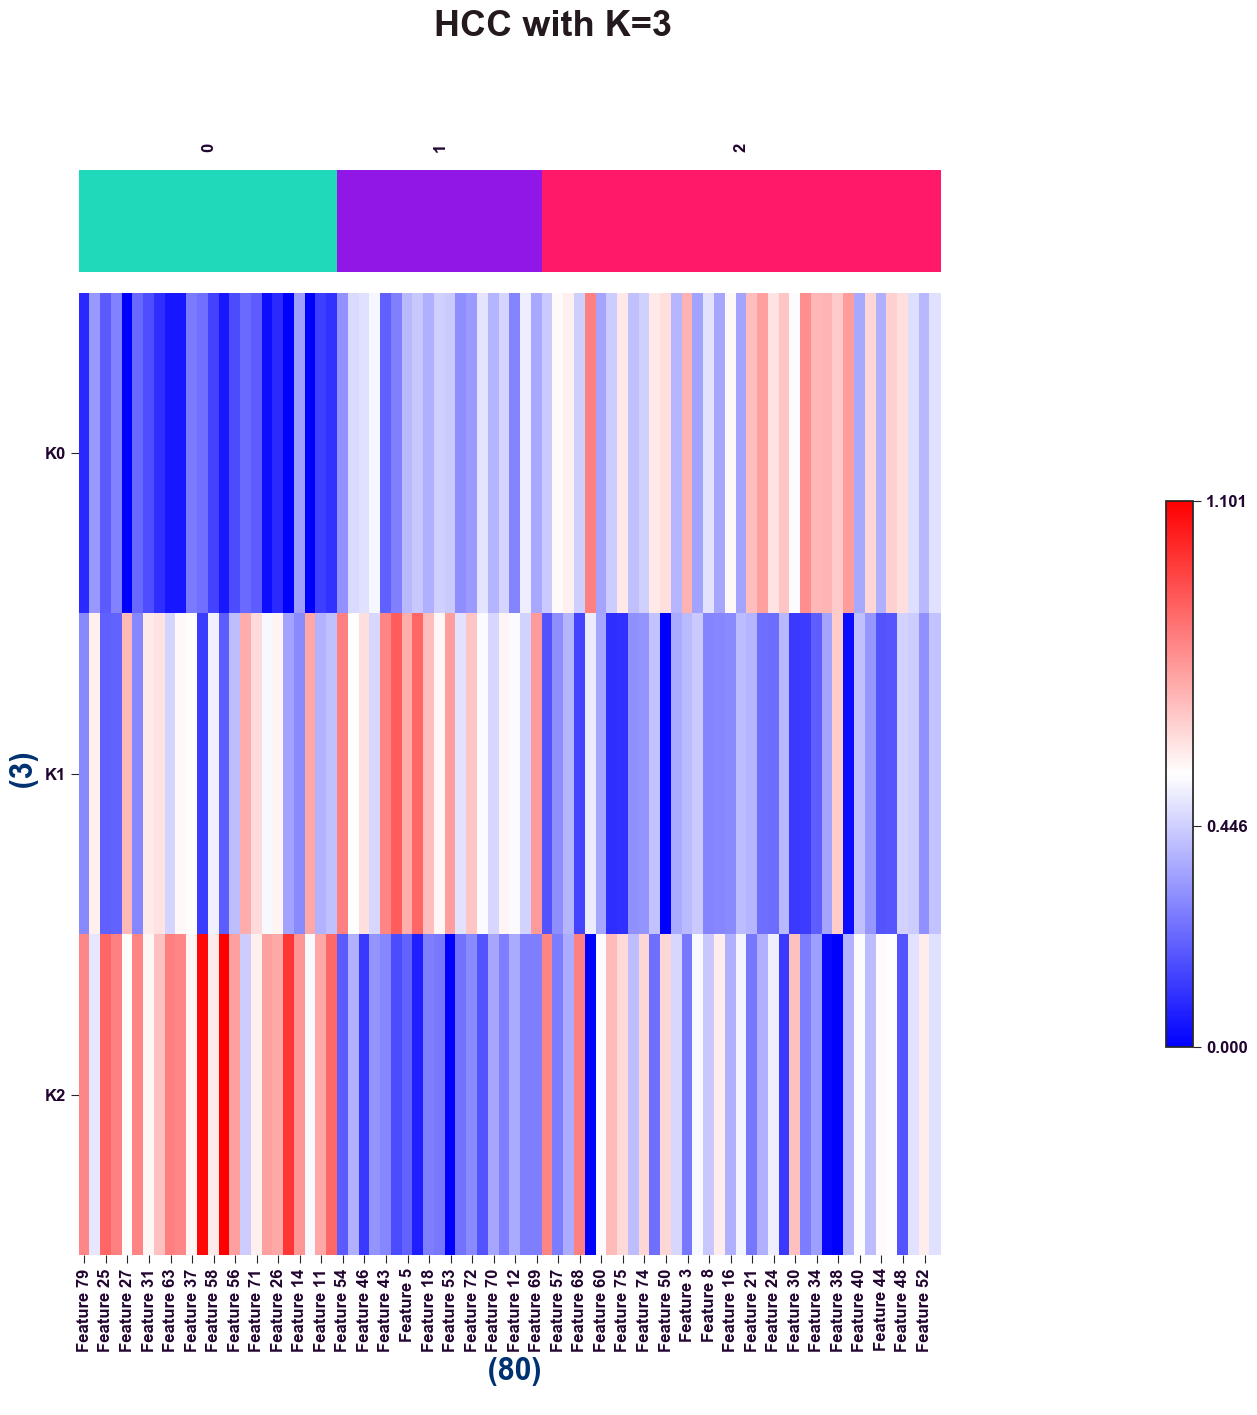 HCC with K=3
0
1
2
K0
K1
K2
(3)
1.101
0.446
0.000
Feature 79
Feature 25
Feature 27
Feature 31
Feature 63
Feature 37
Feature 58
Feature 56
Feature 71
Feature 26
Feature 14
Feature 11
Feature 54
Feature 46
Feature 43
Feature 5
Feature 18
Feature 53
Feature 72
Feature 70
Feature 12
Feature 69
Feature 57
Feature 68
Feature 60
Feature 75
Feature 74
Feature 50
Feature 3
Feature 8
Feature 16
Feature 21
Feature 24
Feature 30
Feature 34
Feature 38
Feature 40
Feature 44
Feature 48
Feature 52
(80)